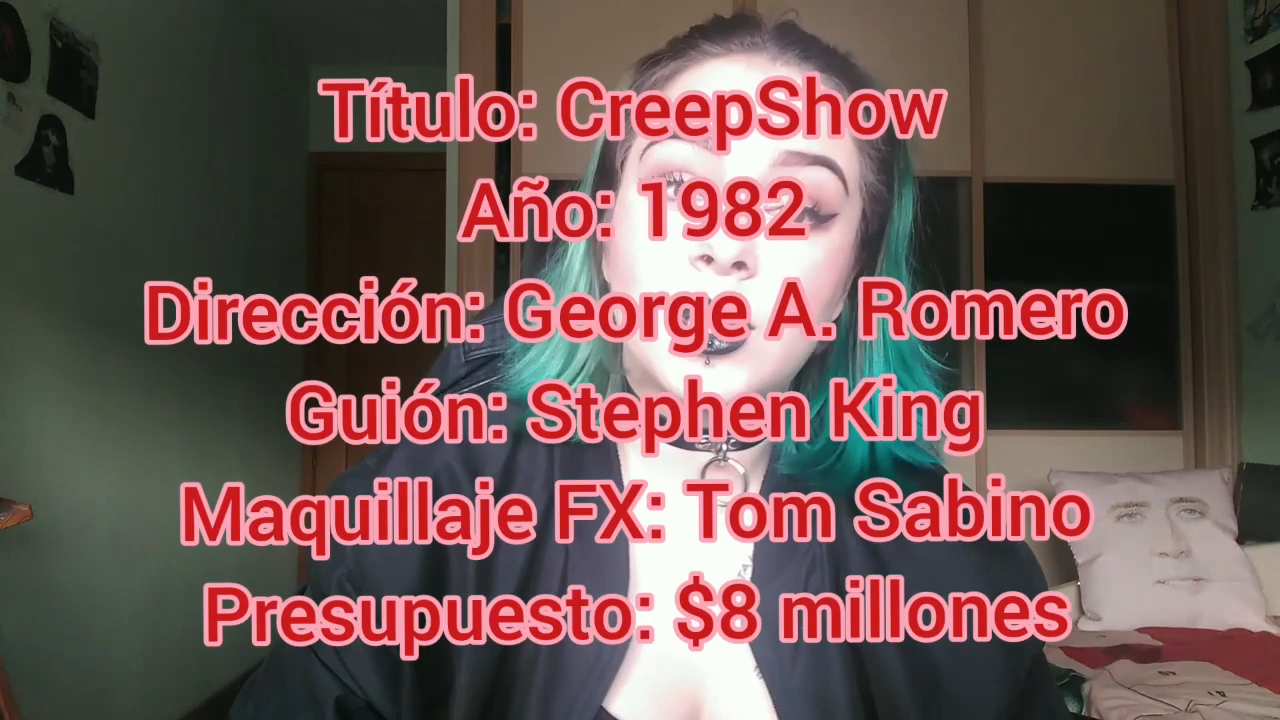 Título: CreepShow
Año: 1982
Dirección: George A. Romero
Guión: Stephen King
Maquillaje FX: Tom Sabino
Presupuesto: $8 millones